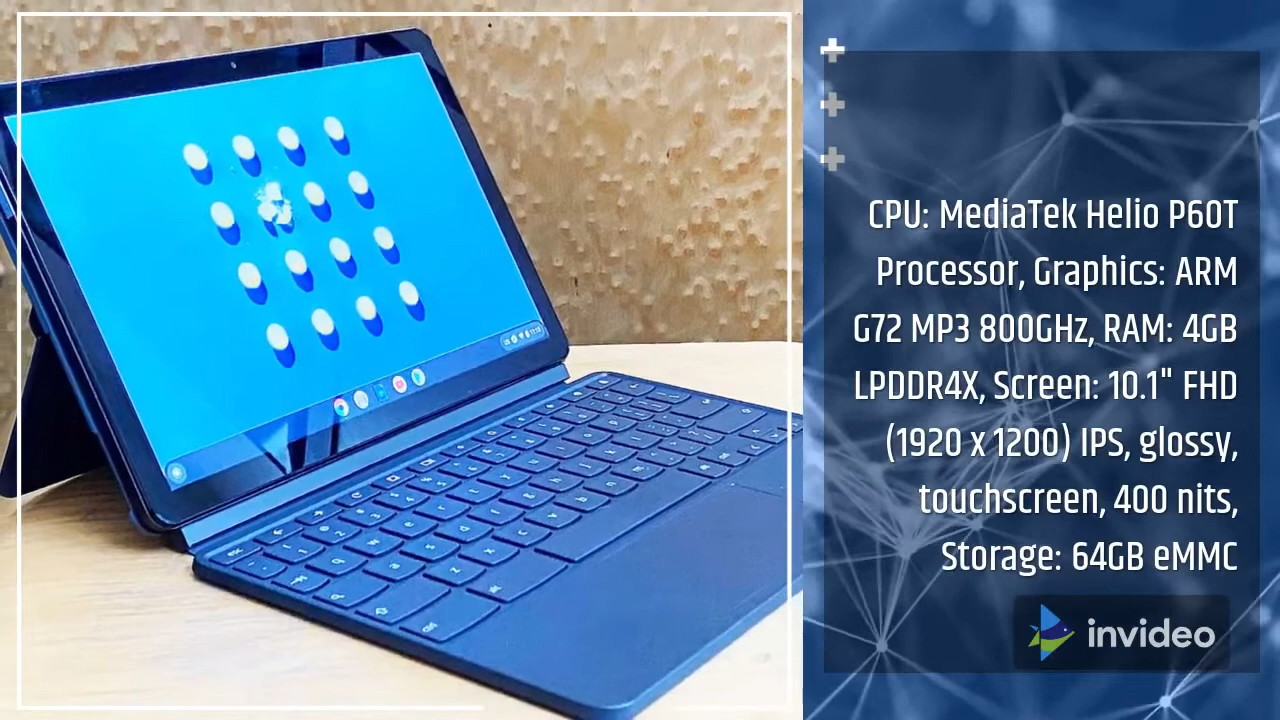 CPU: MediaTek Helio P60T
Processor, Graphics: ARM
G72 MP3 800GHz, RAM: 4GB
LPDDR4X, Screen: 10.1" FHD
(1920 x 1200) IPS, glossy,
touchscreen, 400 nits,
Storage: 64GB eMMC
invideo